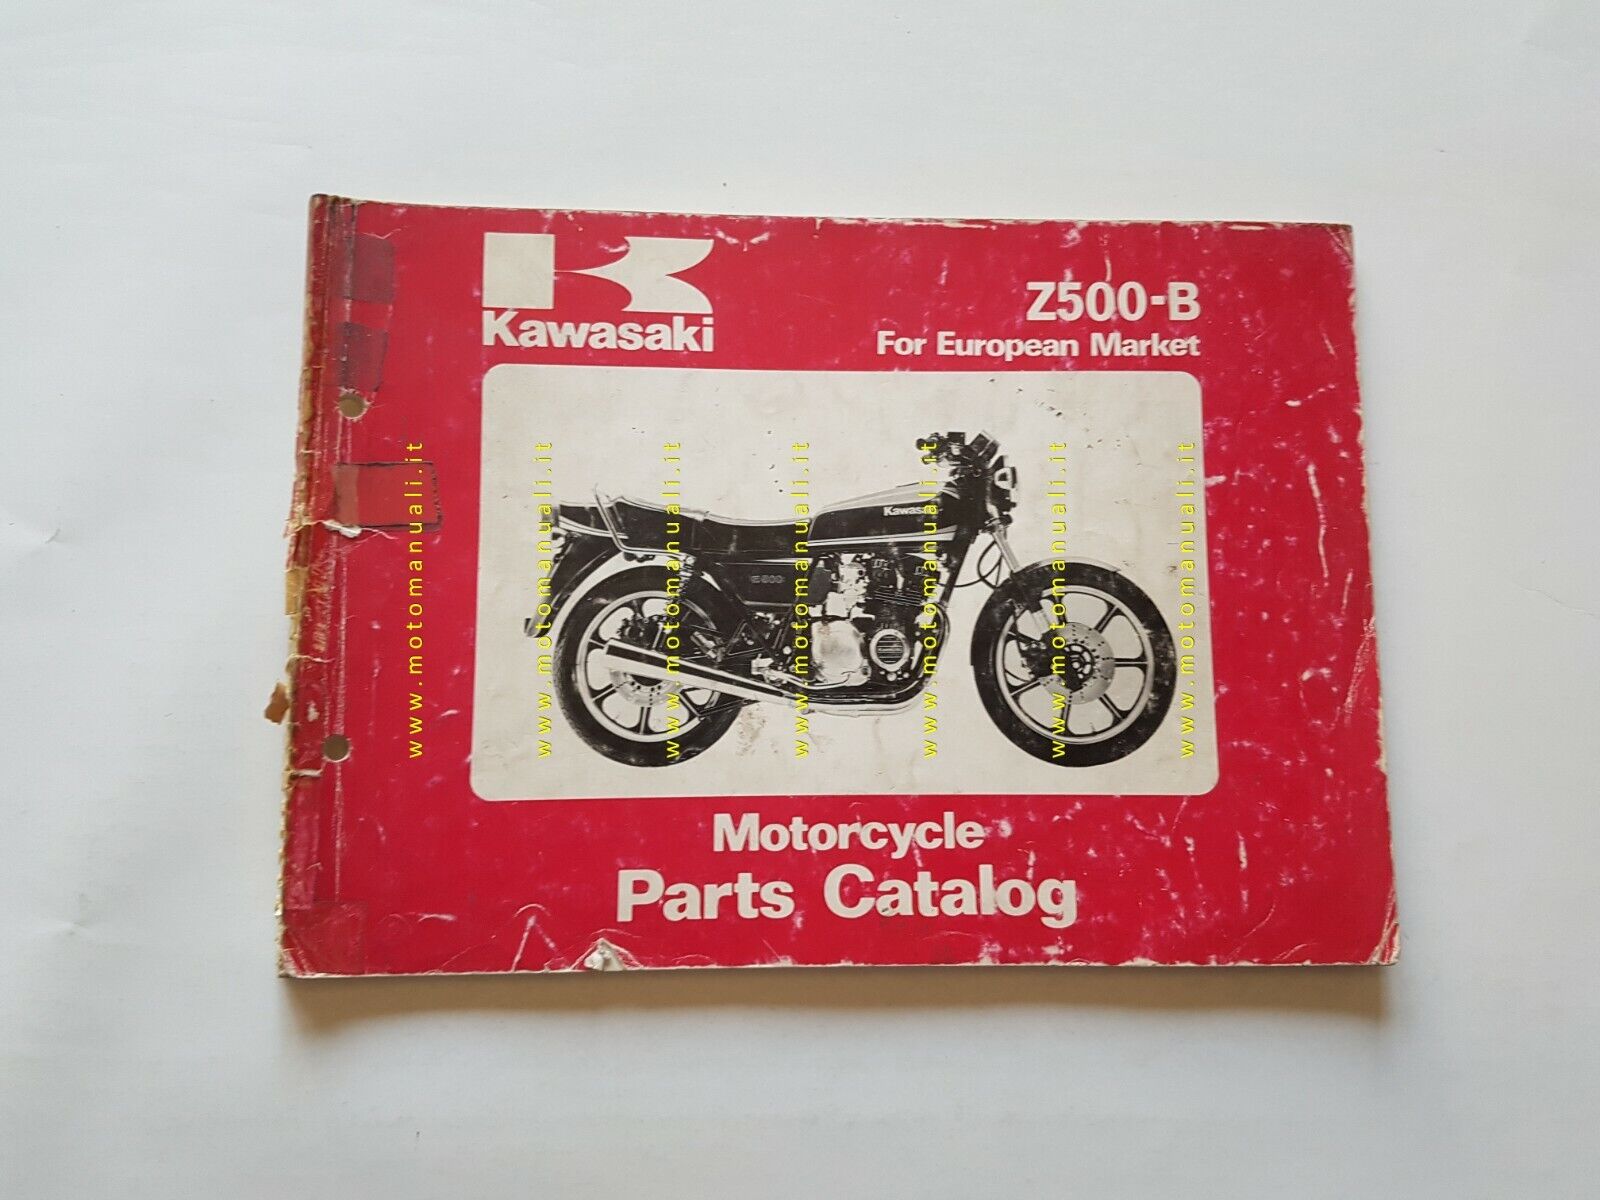 Kawasaki
Z500-B
For European Market
Kawasaki
Z500
Motorcycle
Parts Catalog
www.motomanuali.it
www.motomanuali.it
www.motomanuali.it
www.motomanuali.it
www.motomanuali.it
www.motomanuali.it
www.motomanuali.it